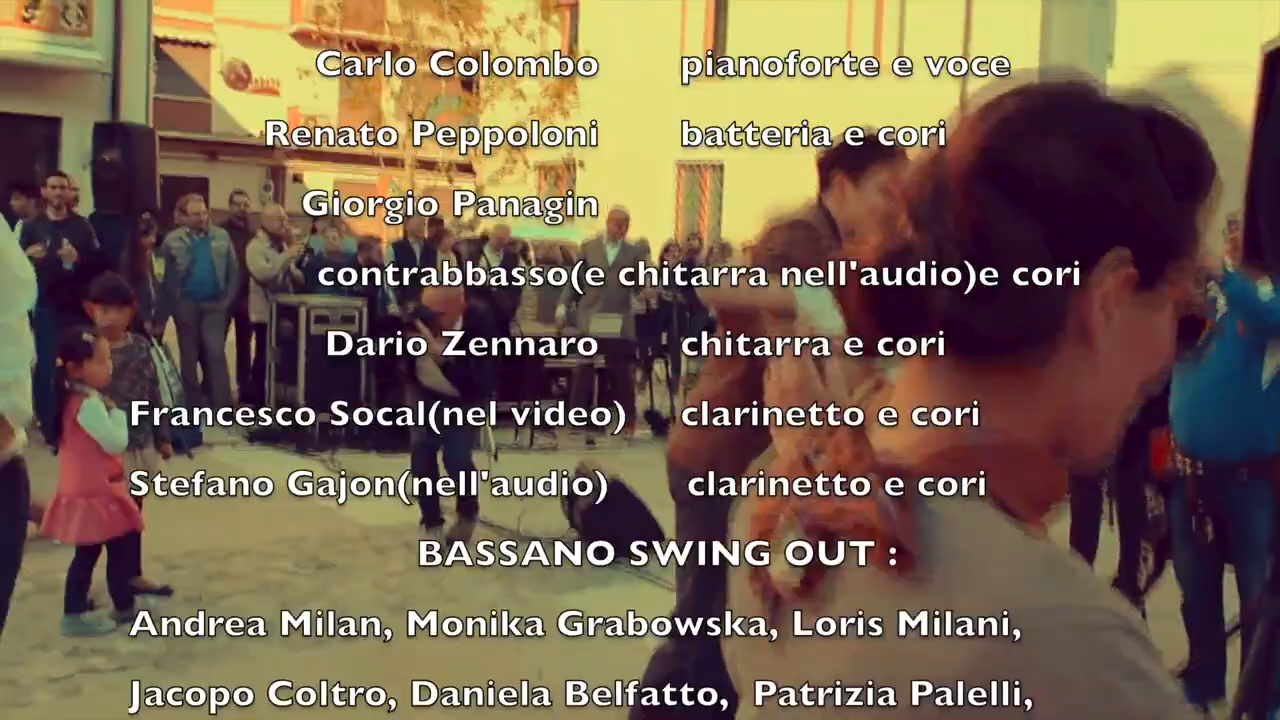 Carlo Colombo pianoforte e voce
Renato Peppoloni batteria e cori
Giorgio Panagin
contrabbasso(e chitarra nell'audio)e cori
Dario Zennaro chitarra e cori
Francesco Socal(nel video) clarinetto e cori
Stefano Gajon(nell'audio) clarinetto e cori
BASSANO SWING OUT :
Andrea Milan, Monika Grabowska, Loris Milani,
Jacopo Coltro, Daniela Belfatto, Patrizia Palelli,